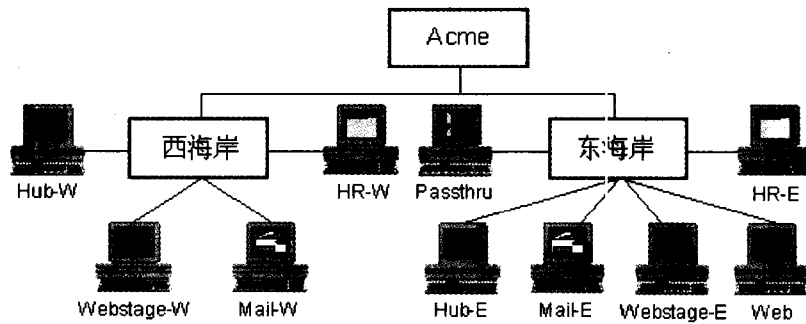 Acme
西海岸
东海岸
Hub-W
HR-W
Passthru
HR-E
Webstage-W
Mail-W
Hub-E
Mail-E
Webstage-E
Web